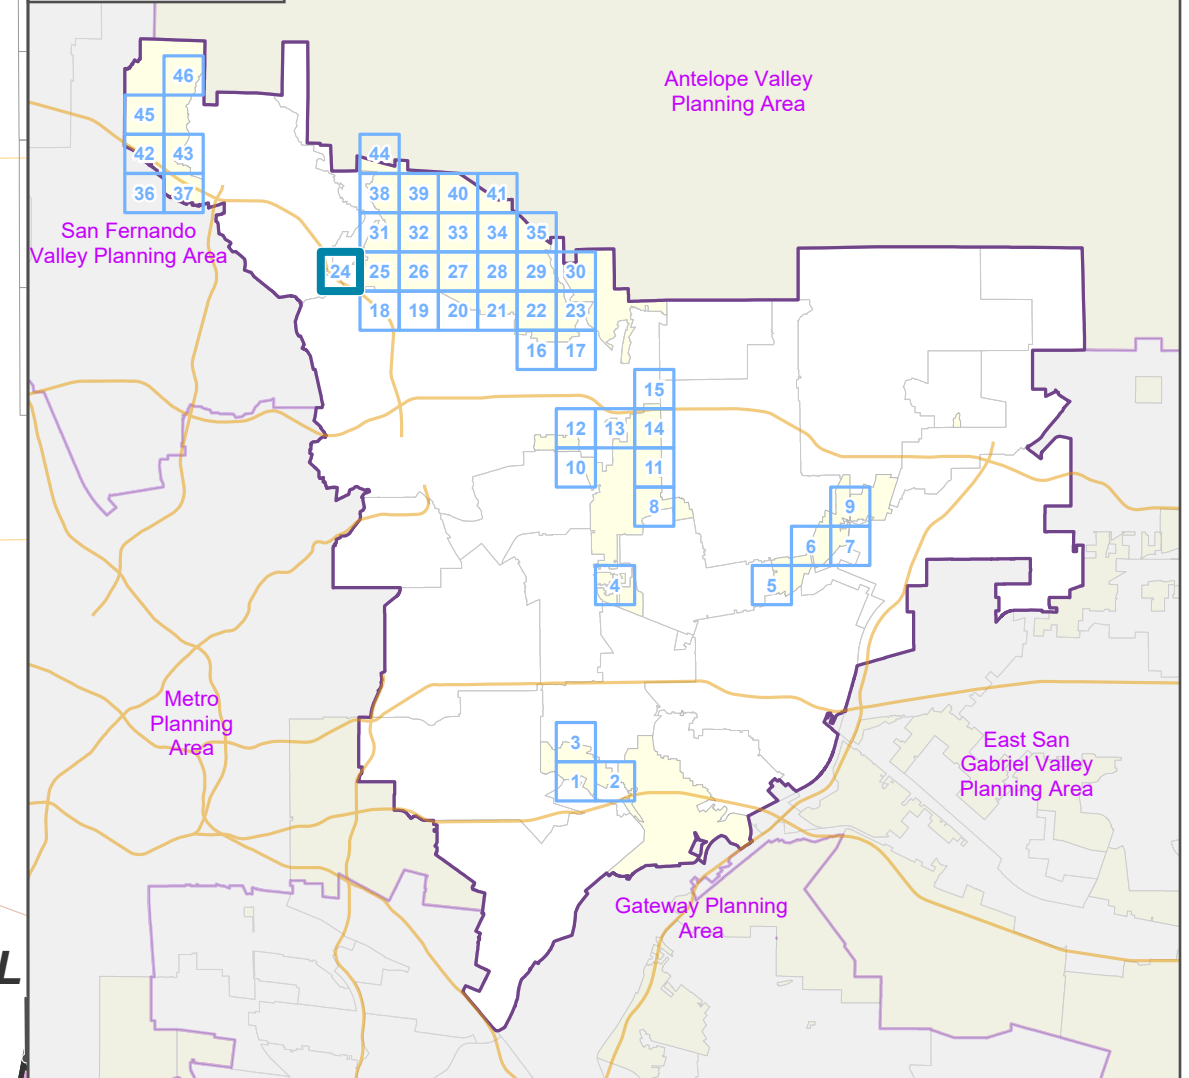 46
Antelope Valley
Planning Area
45
42 43
44
36 37
38 39 40 41
San Fernando
Valley Planning Area
31 32 33 34 35
24 25 26 27 28 29 30
18 19 20 21 22 23
16 17
15
12 13 14
10 11
8 9
6 7
4 5
Metro
Planning
Area
3
East San
Gabriel Valley
Planning Area
1 2
Gateway Planning
Area
L